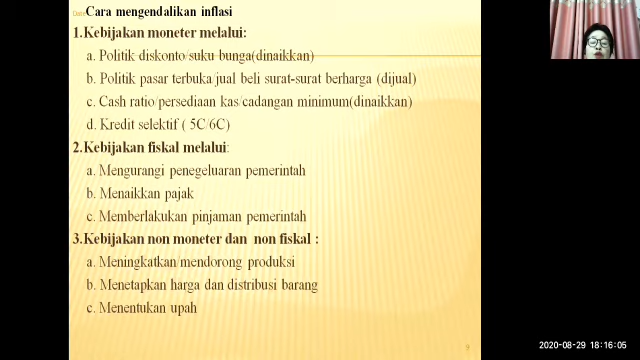 Date
Cara mengendalikan inflasi
1.Kebijakan moneter melalui:
a. Politik diskonto/suku bunga(dinaikkan)
b. Politik pasar terbuka/jual beli surat-surat berharga (dijual)
c. Cash ratio/persediaan kas/cadangan minimum(dinaikkan)
d. Kredit selektif ( 5C/6C)
2.Kebijakan fiskal melalui:
a. Mengurangi penegeluaran pemerintah
b. Menaikkan pajak
c. Memberlakukan pinjaman pemerintah
3.Kebijakan non moneter dan non fiskal :
a. Meningkatkan/mendorong produksi
b. Menetapkan harga dan distribusi barang
c. Menentukan upah
9
2020-08-29 18:16:05